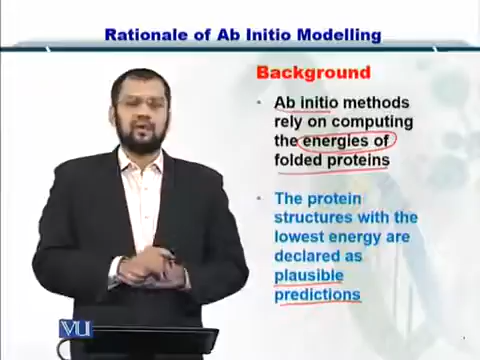 Rationale of Ab Initio Modelling
Background
• Ab initio methods
rely on computing
the energies of
folded proteins
• The protein
structures with the
lowest energy are
declared as
plausible
predictions
VU